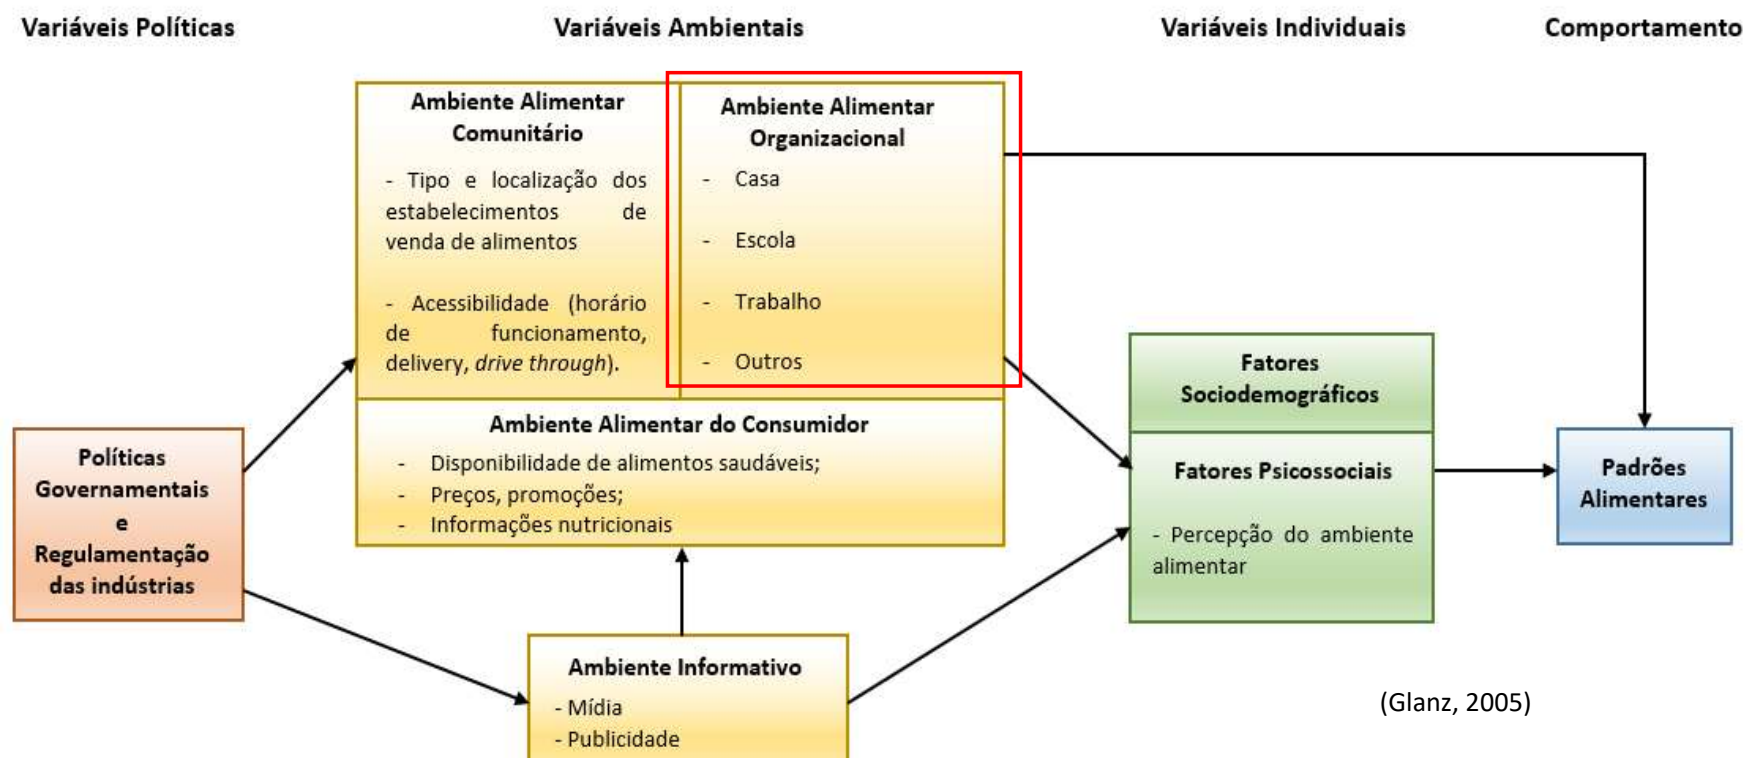 Variáveis Políticas
Variáveis Ambientais
Variáveis Individuais
Comportamento
Ambiente Alimentar
Comunitário
- Tipo e localização dos
estabelecimentos de
venda de alimentos
- Acessibilidade (horário
de funcionamento,
delivery, drive through).
Ambiente Alimentar
Organizacional
- Casa
- Escola
- Trabalho
- Outros
Ambiente Alimentar do Consumidor
- Disponibilidade de alimentos saudáveis;
- Preços, promoções;
- Informações nutricionais
Políticas
Governamentais
e
Regulamentação
das indústrias
Ambiente Informativo
- Mídia
- Publicidade
Fatores
Sociodemográficos
Fatores Psicossociais
- Percepção do ambiente
alimentar
Padrões
Alimentares
(Glanz, 2005)